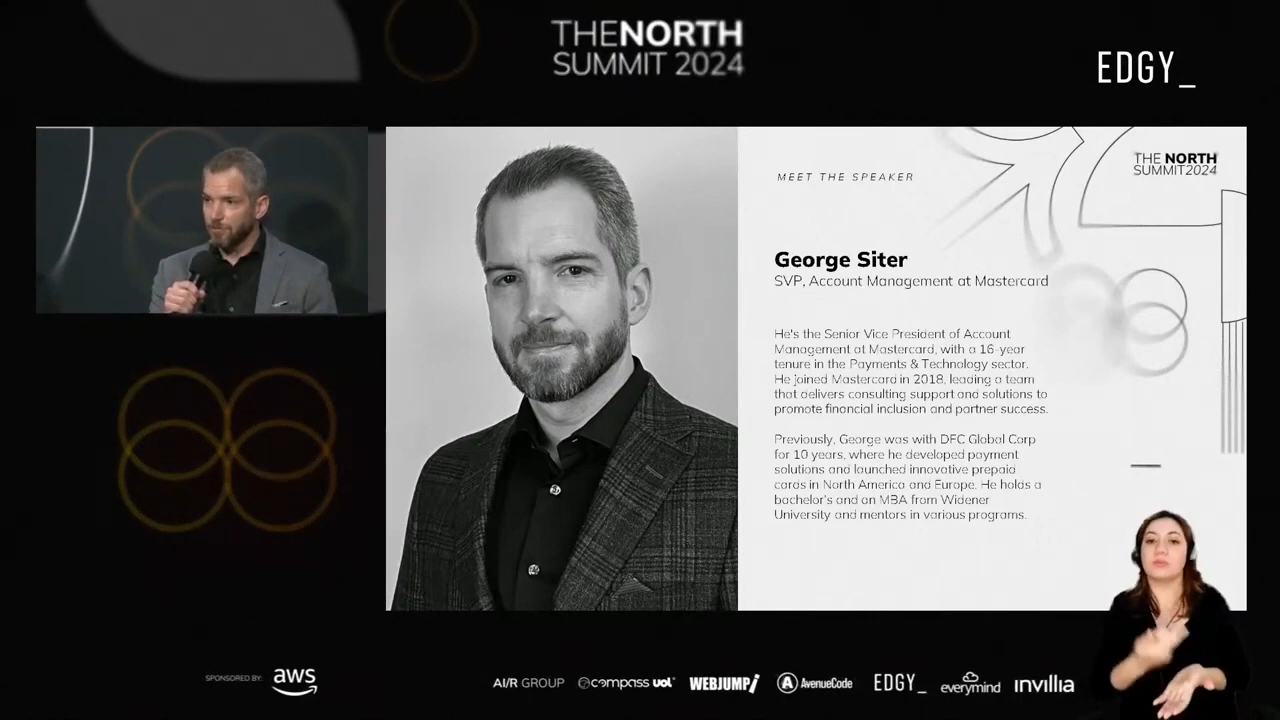 THENORTH
SUMMIT 2024
EDGY_
MEET THE SPEAKER
THE NORTH
SUMMIT2024
George Siter
SVP, Account Management at Mastercard
He's the Senior Vice President of Account
Management at Mastercard, with a 16-year
tenure in the Payments & Technology sector.
He joined Mastercard in 2018, leading a team
that delivers consulting support and solutions to
promote financial inclusion and partner success.
Previously, George was with DFC Global Corp
for 10 years, where he developed payment
solutions and launched innovative prepaid
cards in North America and Europe. He holds a
bachelor's and an MBA from Widener
University and mentors in various programs.
SPONSORED BY: aws
AI/R GROUP compass uol WEBJUMP! AvenueCode EDGY_ everymind invillia